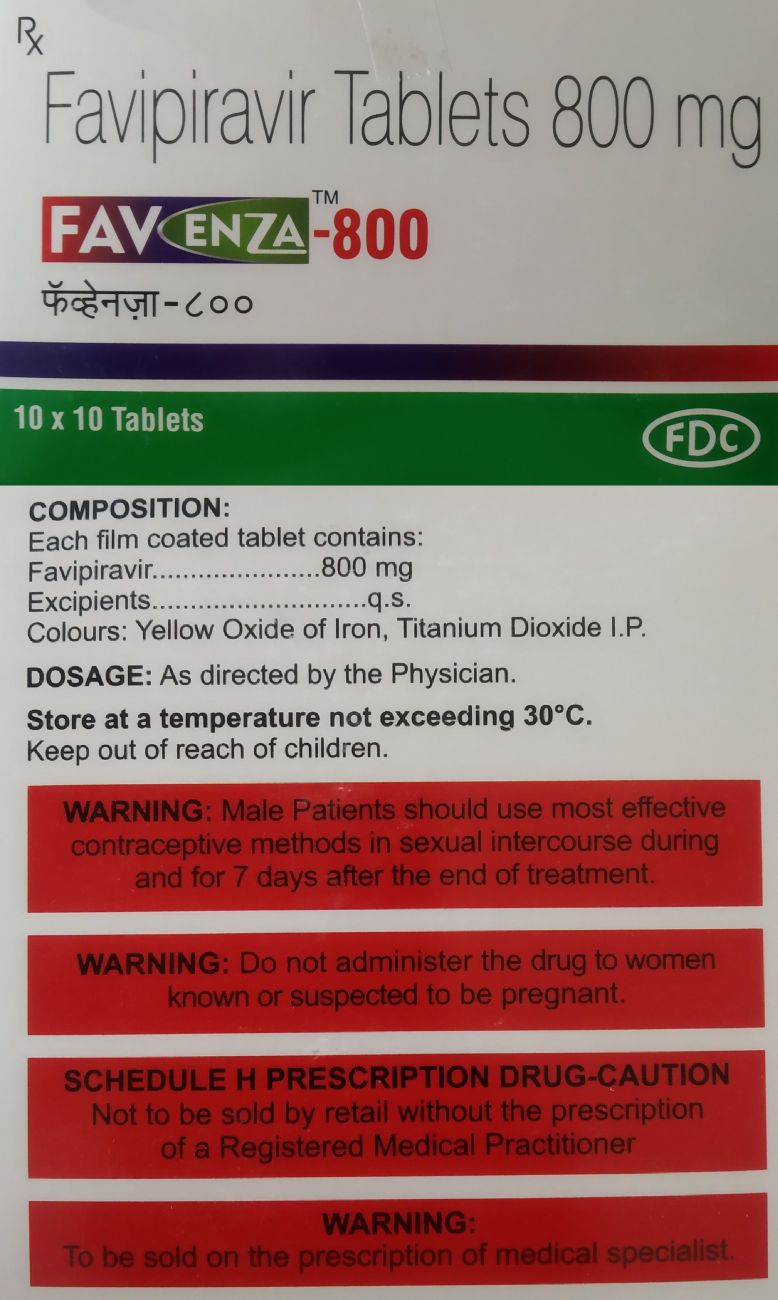 Rx
Favipiravir Tablets 800 mg
FAVENZA™-800
फॅव्हेनज़ा-८००
10 x 10 Tablets
FDC
COMPOSITION:
Each film coated tablet contains:
Favipiravir......................800 mg
Excipients............................q.s.
Colours: Yellow Oxide of Iron, Titanium Dioxide I.P.
DOSAGE: As directed by the Physician.
Store at a temperature not exceeding 30°C.
Keep out of reach of children.
WARNING: Male Patients should use most effective
contraceptive methods in sexual intercourse during
and for 7 days after the end of treatment.
WARNING: Do not administer the drug to women
known or suspected to be pregnant.
SCHEDULE H PRESCRIPTION DRUG-CAUTION
Not to be sold by retail without the prescription
of a Registered Medical Practitioner
WARNING:
To be sold on the prescription of medical specialist.